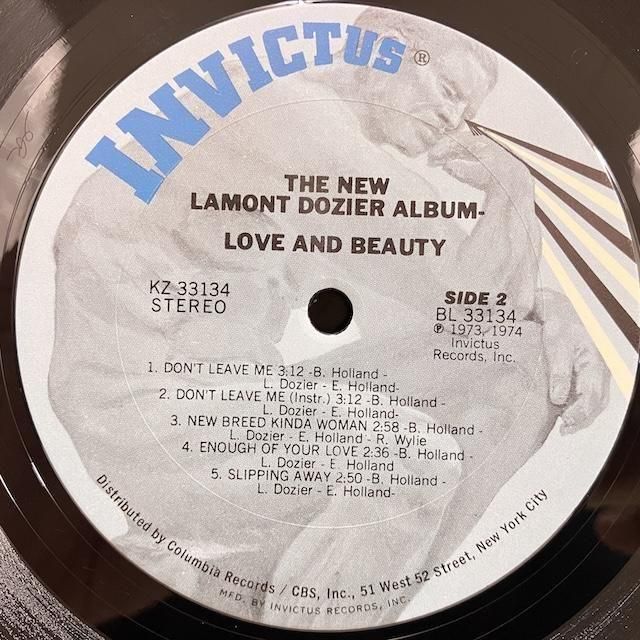 INVICTUS®
THE NEW
LAMONT DOZIER ALBUM-
LOVE AND BEAUTY
KZ 33134
STEREO
SIDE 2
BL 33134
℗ 1973, 1974
Invictus
Records, Inc.
1. DON'T LEAVE ME 3:12 -B. Holland -
L. Dozier - E. Holland-
2. DON'T LEAVE ME (Instr.) 3:12 -B. Holland -
L. Dozier - E. Holland-
3. NEW BREED KINDA WOMAN 2:58 -B. Holland -
L. Dozier - E. Holland - R. Wylie
4. ENOUGH OF YOUR LOVE 2:36 -B. Holland -
L. Dozier - E. Holland
5. SLIPPING AWAY 2:50 -B. Holland -
L. Dozier - E. Holland-
Distributed by Columbia Records / CBS, Inc., 51 West 52 Street, New York City
MFD. BY INVICTUS RECORDS, INC.